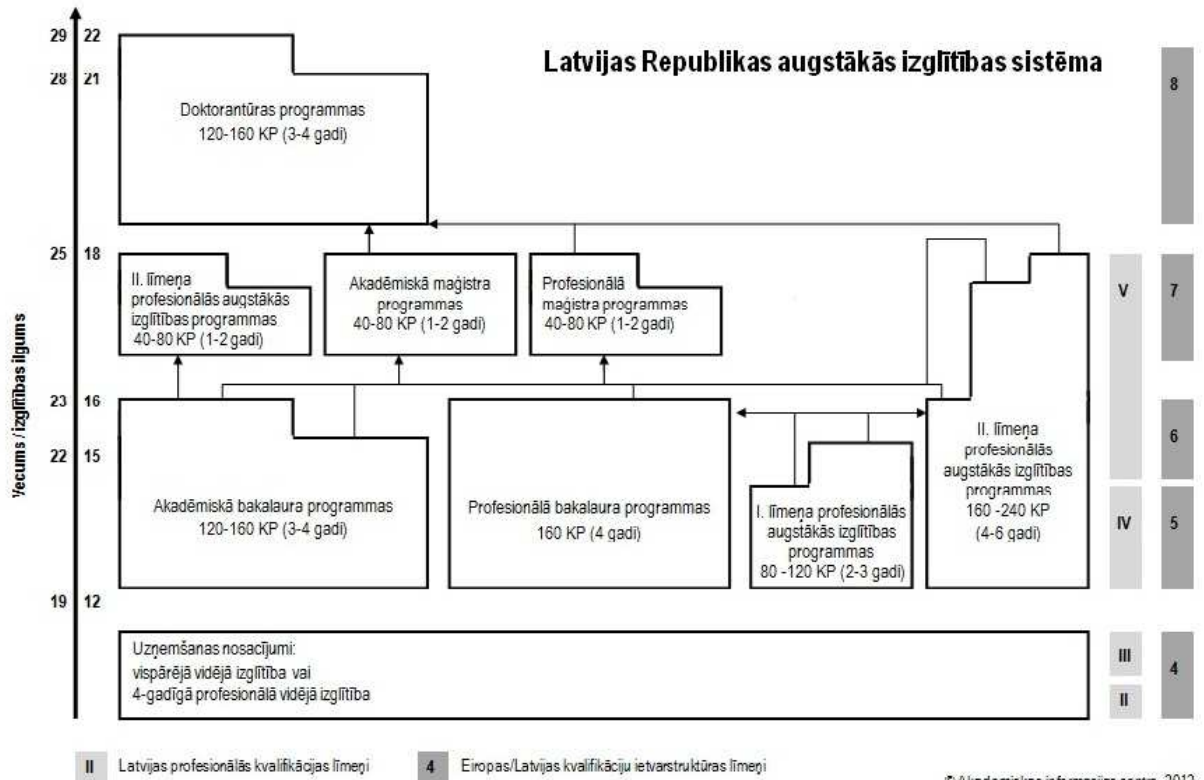 Latvijas Republikas augstākās izglītības sistēma
Vecums / izglītības ilgums
29 22
28 21
Doktorantūras programmas
120-160 KP (3-4 gadi)
8
25 18
II. līmeņa
profesionālās augstākās
izglītības programmas
40-80 KP (1-2 gadi)
Akadēmiskā maģistra
programmas
40-80 KP (1-2 gadi)
Profesionālā
maģistra programmas
40-80 KP (1-2 gadi)
V
7
23 16
22 15
Akadēmiskā bakalaura programmas
120-160 KP (3-4 gadi)
Profesionālā bakalaura programmas
160 KP (4 gadi)
I. līmeņa profesionālās
augstākās izglītības
programmas
80 -120 KP (2-3 gadi)
II. līmeņa
profesionālās
augstākās izglītības
programmas
160 -240 KP
(4-6 gadi)
6
IV
5
19 12
Uzņemšanas nosacījumi:
vispārējā vidējā izglītība vai
4-gadīgā profesionālā vidējā izglītība
III
II
4
II Latvijas profesionālās kvalifikācijas līmeņi
4 Eiropas/Latvijas kvalifikāciju ietvarstruktūras līmeņi